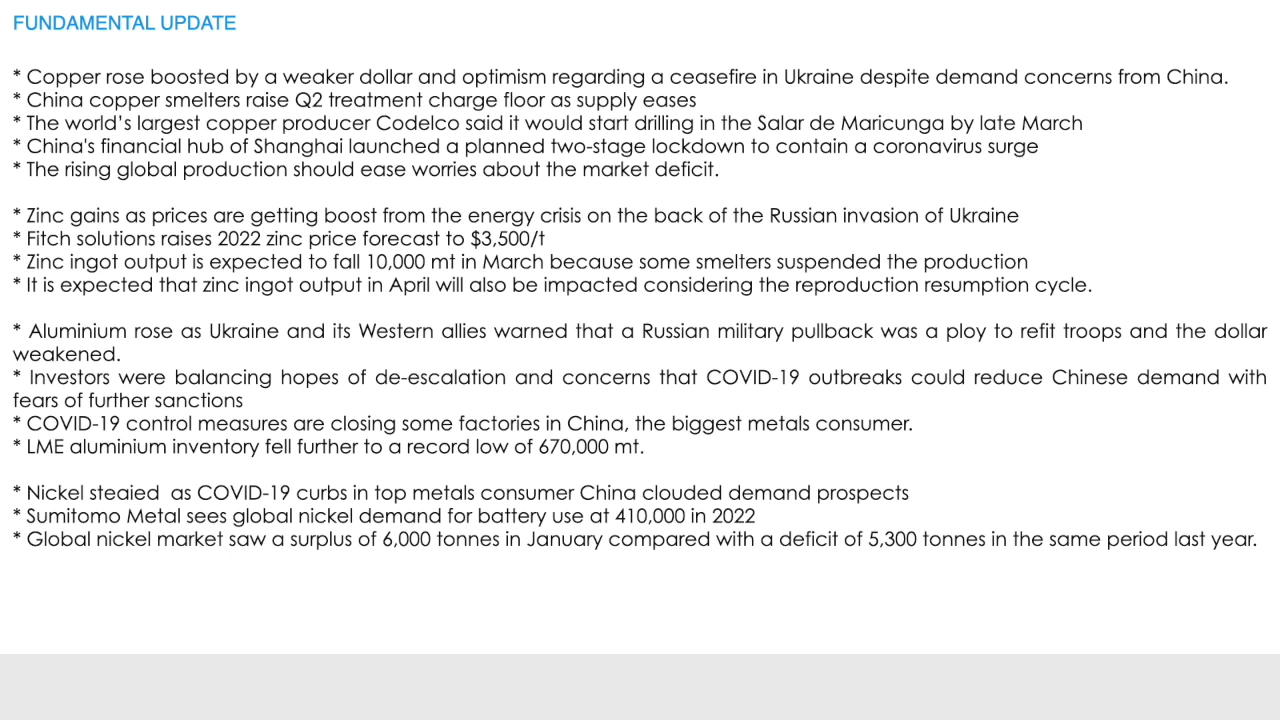 FUNDAMENTAL UPDATE
* Copper rose boosted by a weaker dollar and optimism regarding a ceasefire in Ukraine despite demand concerns from China.
* China copper smelters raise Q2 treatment charge floor as supply eases
* The world’s largest copper producer Codelco said it would start drilling in the Salar de Maricunga by late March
* China's financial hub of Shanghai launched a planned two-stage lockdown to contain a coronavirus surge
* The rising global production should ease worries about the market deficit.
* Zinc gains as prices are getting boost from the energy crisis on the back of the Russian invasion of Ukraine
* Fitch solutions raises 2022 zinc price forecast to $3,500/t
* Zinc ingot output is expected to fall 10,000 mt in March because some smelters suspended the production
* It is expected that zinc ingot output in April will also be impacted considering the reproduction resumption cycle.
* Aluminium rose as Ukraine and its Western allies warned that a Russian military pullback was a ploy to refit troops and the dollar
weakened.
* Investors were balancing hopes of de-escalation and concerns that COVID-19 outbreaks could reduce Chinese demand with
fears of further sanctions
* COVID-19 control measures are closing some factories in China, the biggest metals consumer.
* LME aluminium inventory fell further to a record low of 670,000 mt.
* Nickel steaied  as COVID-19 curbs in top metals consumer China clouded demand prospects
* Sumitomo Metal sees global nickel demand for battery use at 410,000 in 2022
* Global nickel market saw a surplus of 6,000 tonnes in January compared with a deficit of 5,300 tonnes in the same period last year.